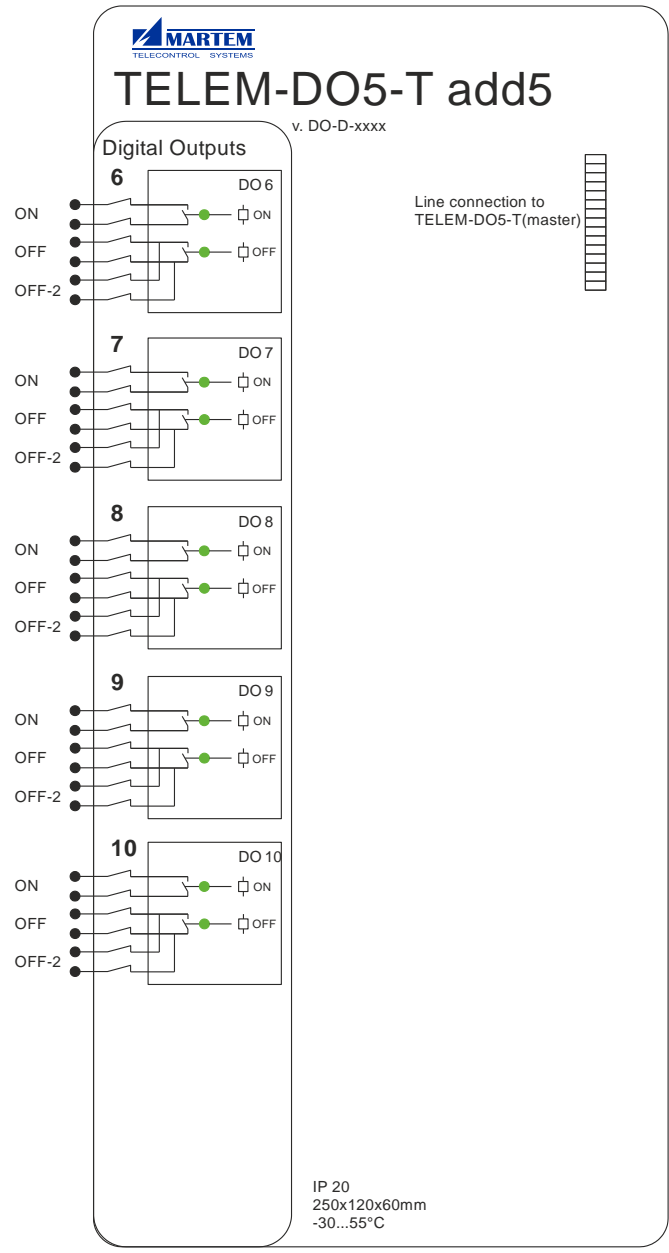 MARTEM
TELECONTROL SYSTEMS
TELEM-DO5-T add5
v. DO-D-xxxx
Digital Outputs
6
DO 6
ON
ON
OFF
OFF
OFF-2
Line connection to
TELEM-DO5-T(master)
7
DO 7
ON
ON
OFF
OFF
OFF-2
8
DO 8
ON
ON
OFF
OFF
OFF-2
9
DO 9
ON
ON
OFF
OFF
OFF-2
10
DO 10
ON
ON
OFF
OFF
OFF-2
IP 20
250x120x60mm
-30...55°C